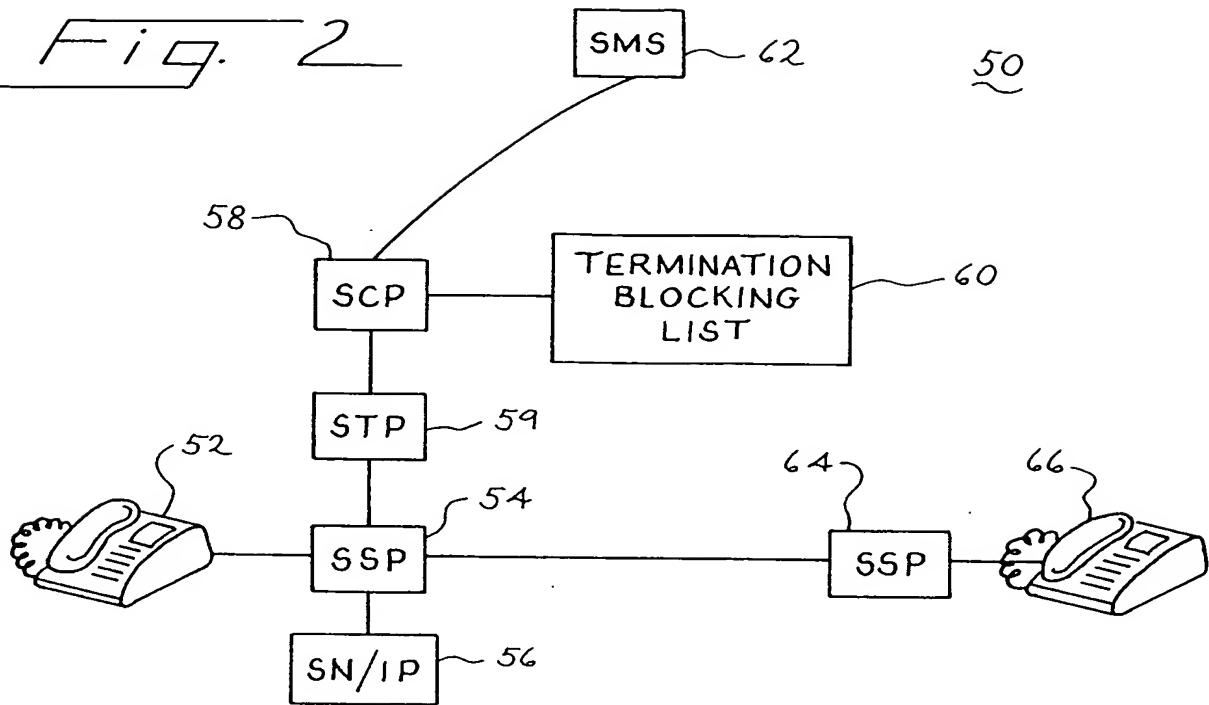 Fig. 2
SMS
62
50
58
SCP
TERMINATION
BLOCKING
LIST
60
STP
59
52
54
64
66
SSP
SSP
SN/IP
56